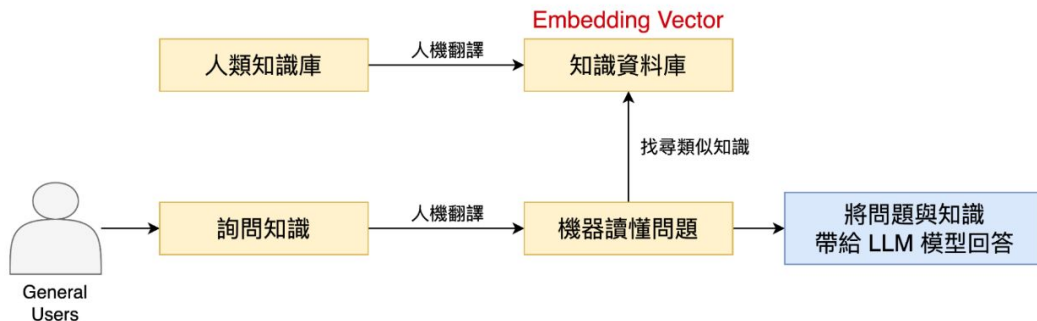 Embedding Vector
人類知識庫
人機翻譯
知識資料庫
找尋類似知識
詢問知識
人機翻譯
機器讀懂問題
將問題與知識
帶給 LLM 模型回答
General
Users